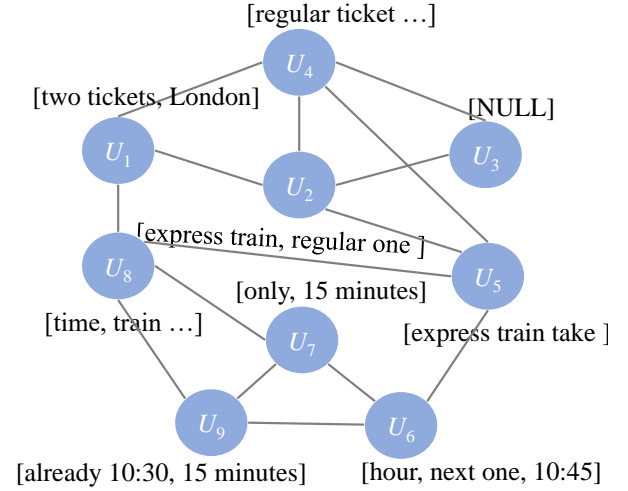 [regular ticket …]
U4
[two tickets, London]
[NULL]
U1
U2
U3
[express train, regular one ]
U8
U5
[only, 15 minutes]
[time, train …]
U7
[express train take ]
U9
U6
[already 10:30, 15 minutes]
[hour, next one, 10:45]